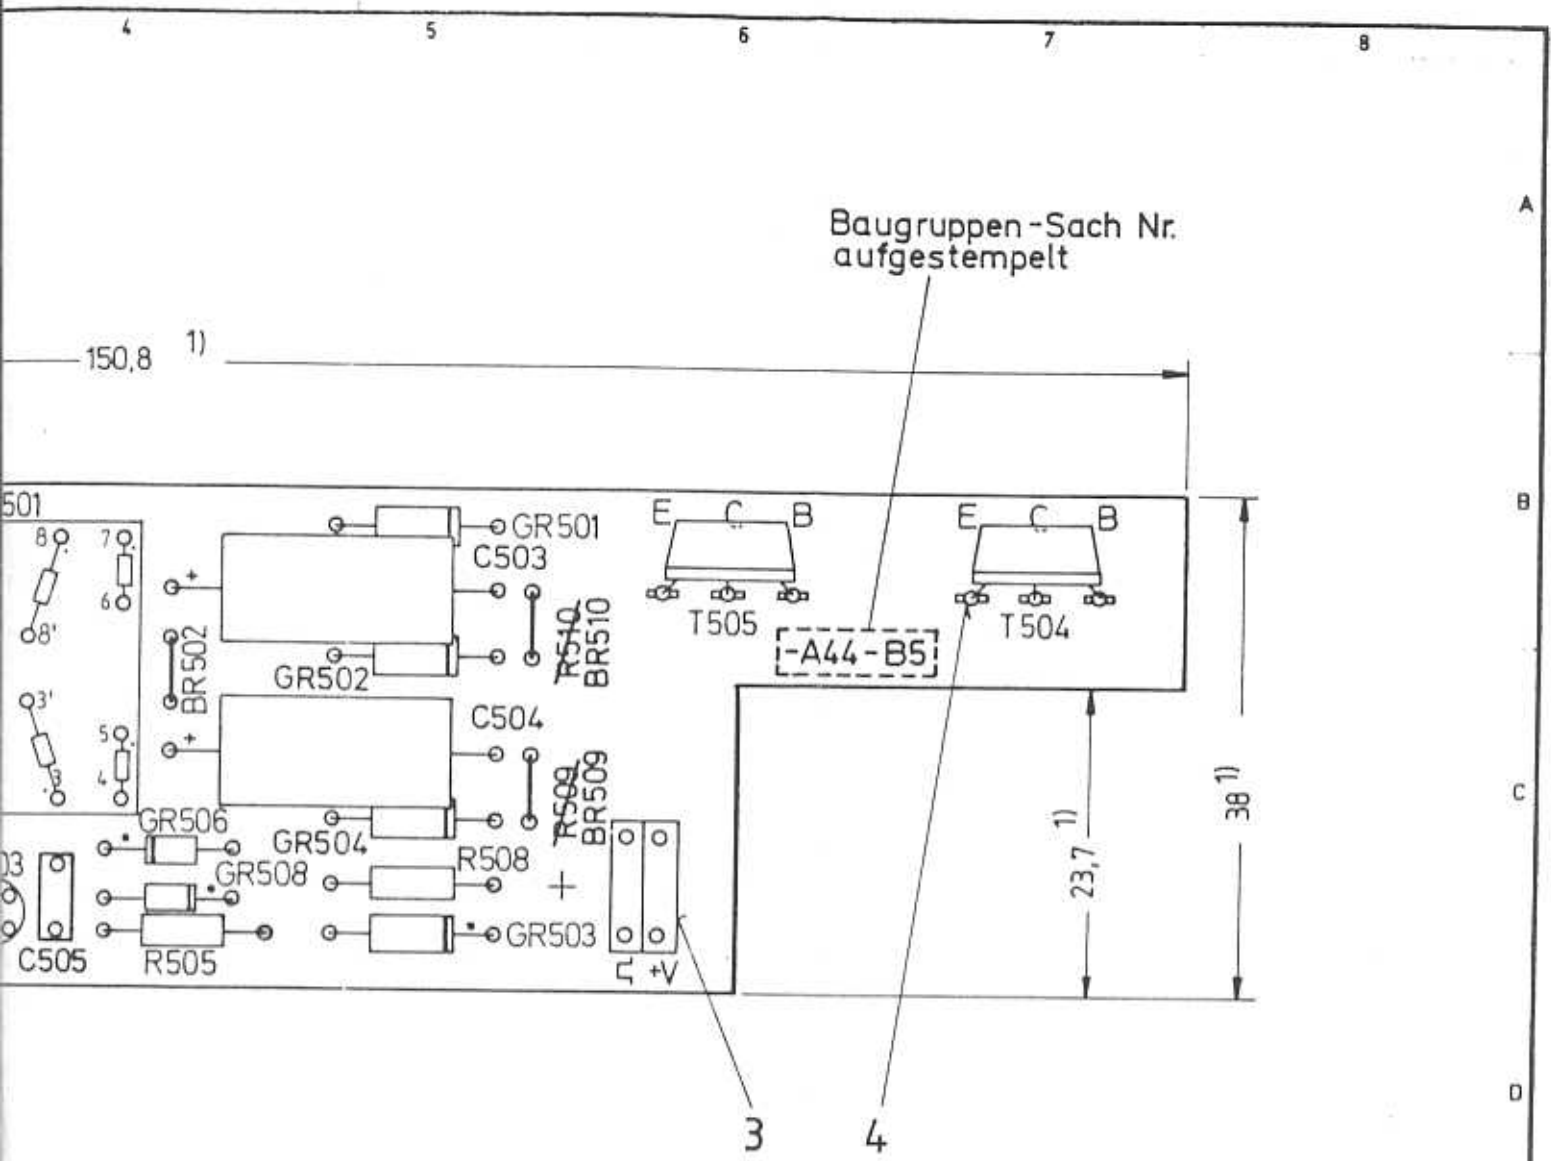 4 5 6 7 8
A
Baugruppen-Sach Nr.
aufgestempelt
150,8 1)
B
501
E C B
E C B
GR501
8 7
C503
+
6
8'
T505
T504
R510
BR510
BR502
-A44-B5
GR502
3'
C504
5
+
3 4
R509
BR509
23,7 1)
38 1)
C
GR506
GR504
R508
03
GR508
+
GR503
C505
R505
+V
D
3 4